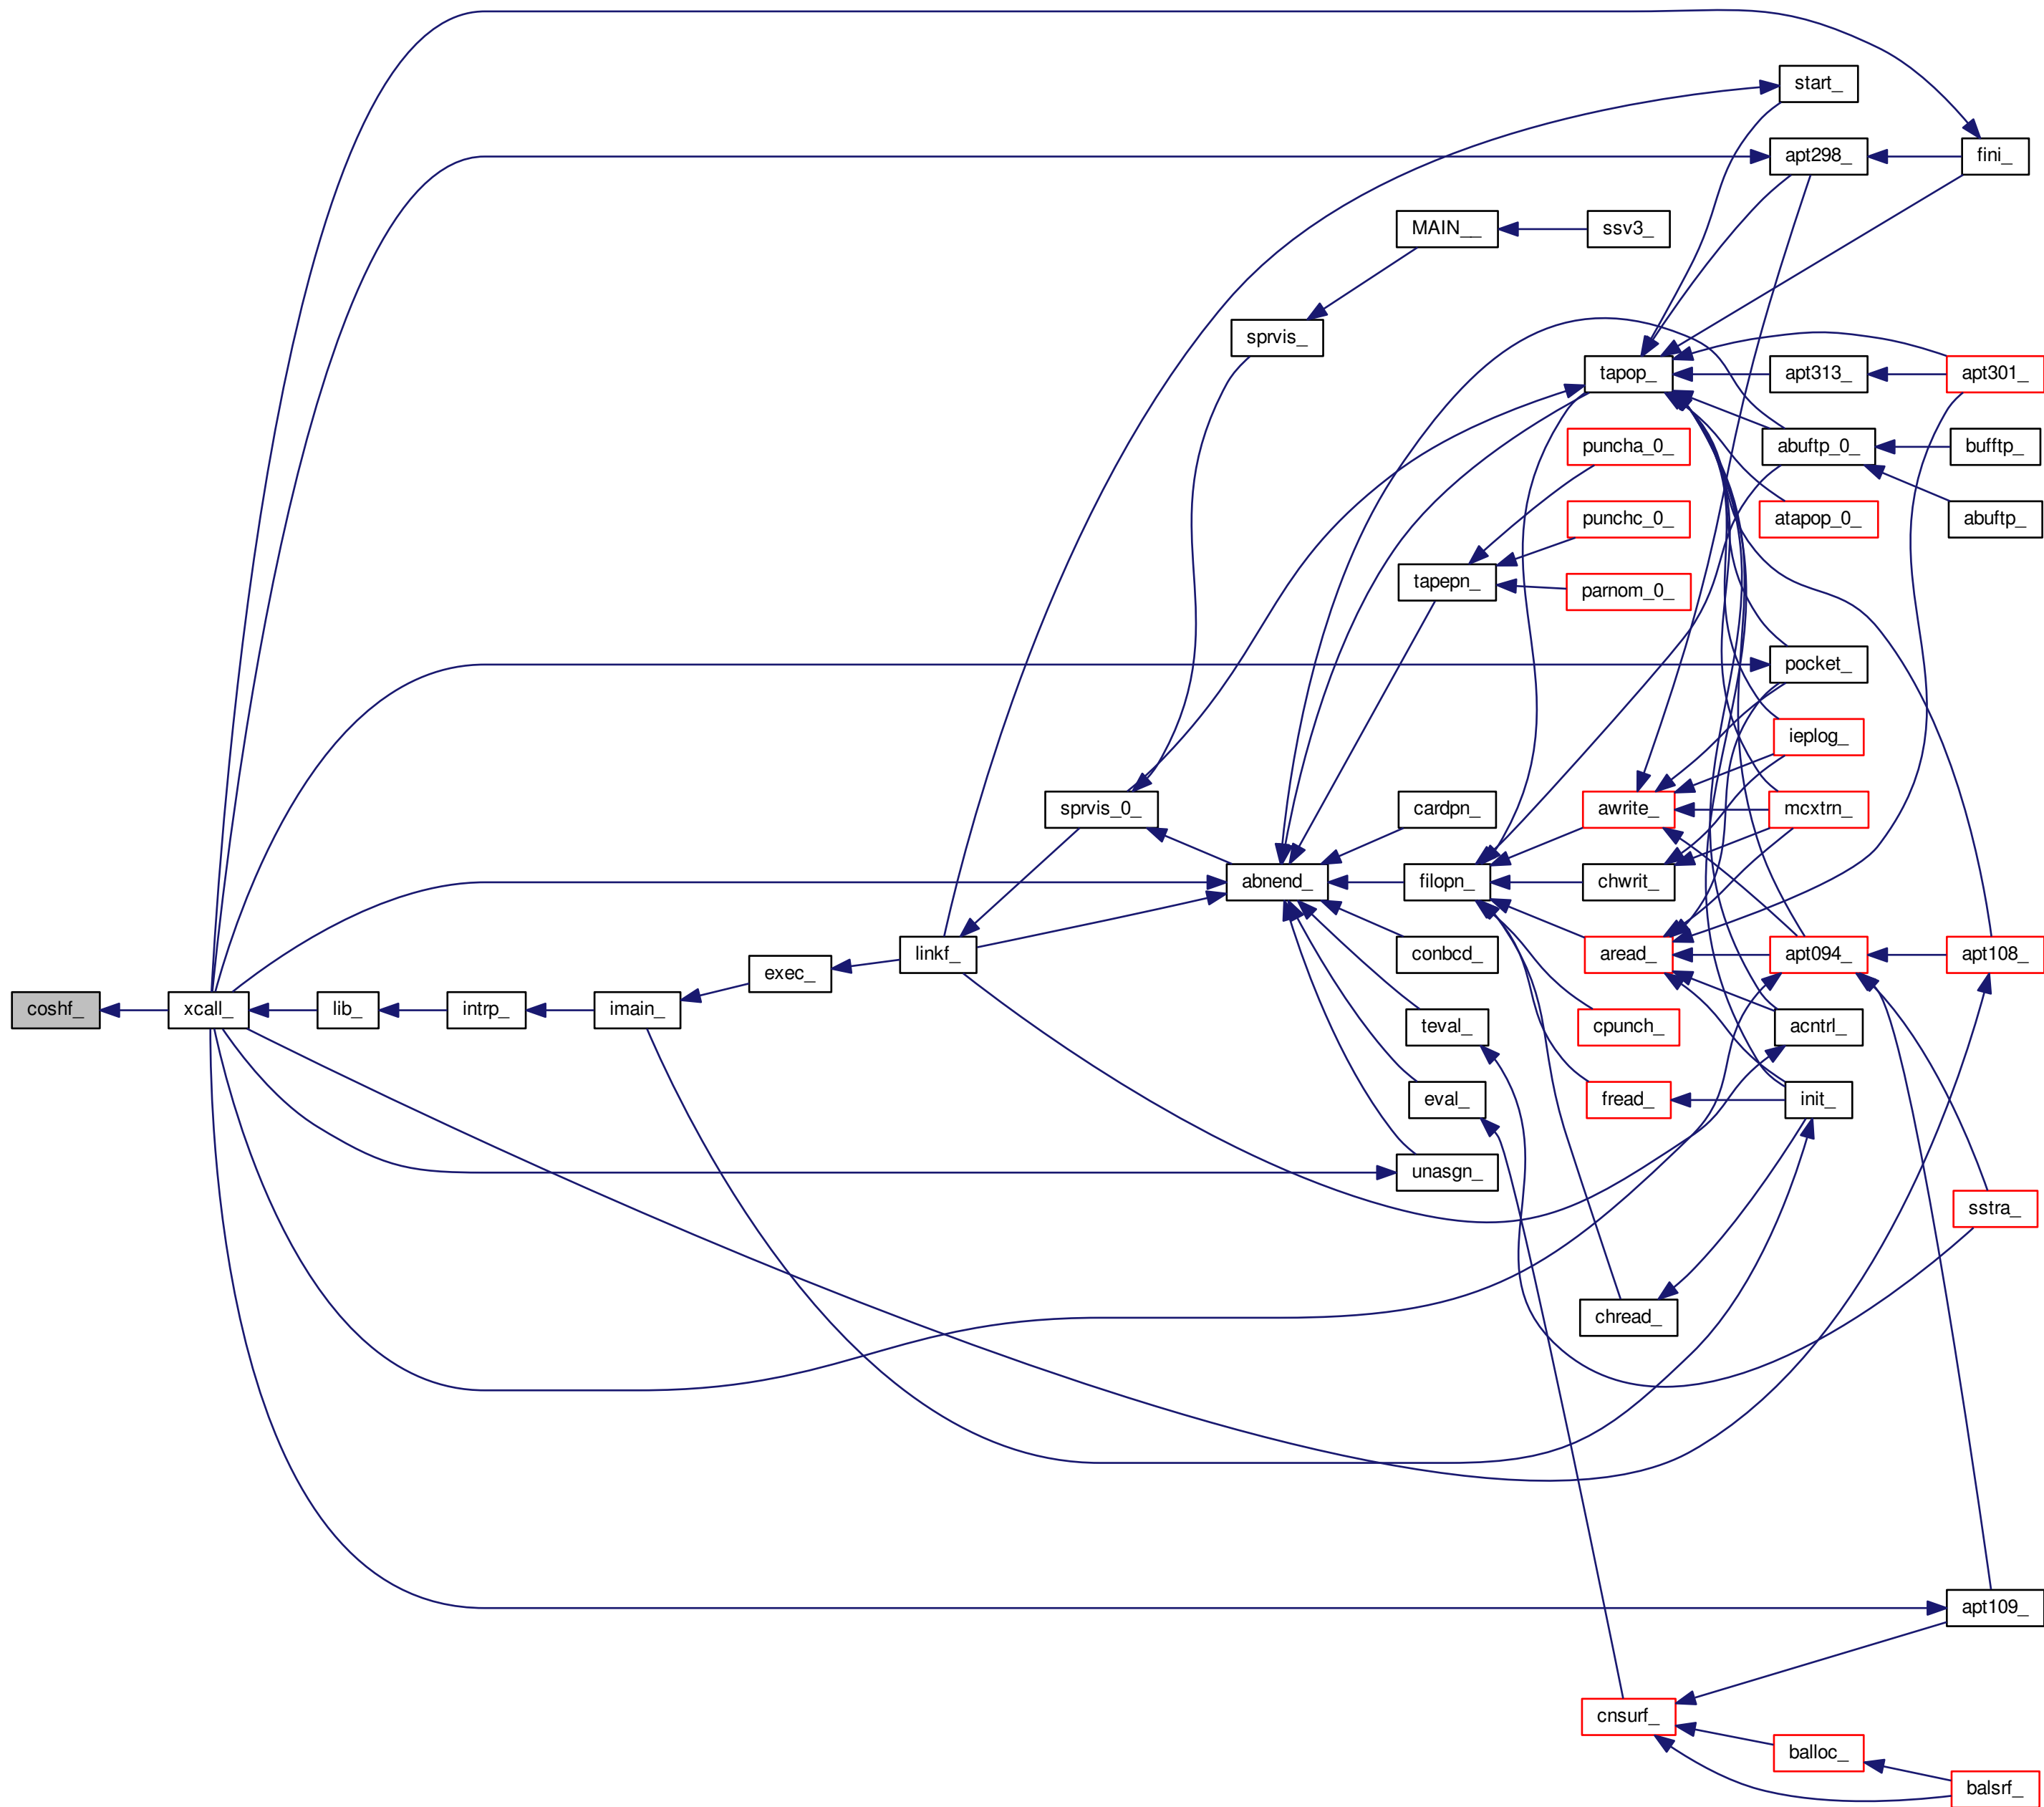 start_
apt298_
fini_
MAIN__
ssv3_
sprvis_
tapop_
apt313_
apt301_
puncha_0_
abuftp_0_
bufftp_
punchc_0_
atapop_0_
abuftp_
tapepn_
parnom_0_
pocket_
ieplog_
sprvis_0_
cardpn_
awrite_
mcxtrn_
abnend_
filopn_
chwrit_
linkf_
conbcd_
aread_
apt094_
apt108_
exec_
coshf_
xcall_
lib_
intrp_
imain_
teval_
cpunch_
acntrl_
eval_
fread_
init_
unasgn_
sstra_
chread_
apt109_
cnsurf_
balloc_
balsrf_